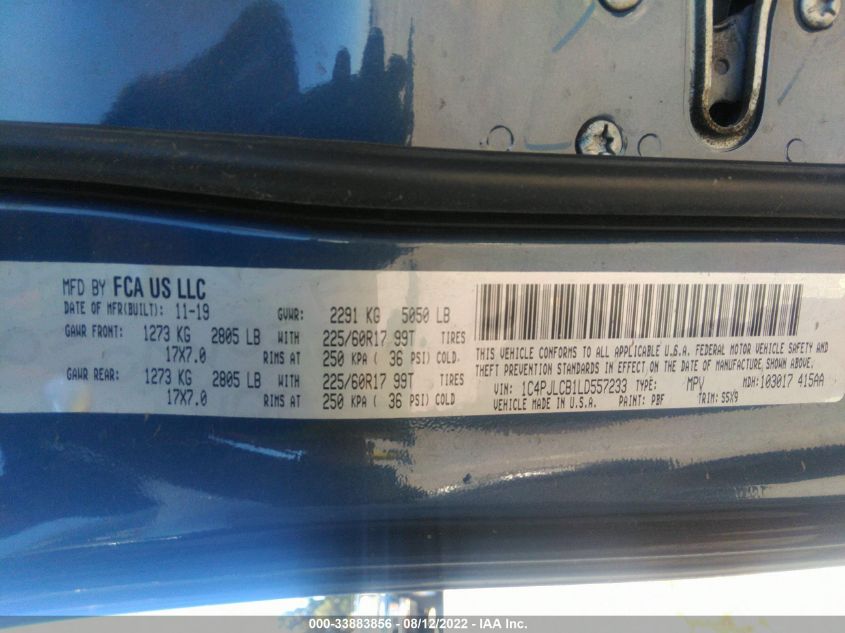 MFD BY FCA US LLC
DATE OF MFR(BUILT): 11-19 GVWR: 2291 KG 5050 LB
GAWR FRONT: 1273 KG 2805 LB WITH 225/60R17 99T TIRES
17X7.0 RIMS AT 250 KPA ( 36 PSI) COLD
GAWR REAR: 1273 KG 2805 LB WITH 225/60R17 99T TIRES
17X7.0 RIMS AT 250 KPA ( 36 PSI) COLD
THIS VEHICLE CONFORMS TO ALL APPLICABLE U.S.A. FEDERAL MOTOR VEHICLE SAFETY AND
THEFT PREVENTION STANDARDS IN EFFECT ON THE DATE OF MANUFACTURE SHOWN ABOVE.
VIN: 1C4PJLCB1LD557233 TYPE: MPV MDH: 103017 415AA
VEHICLE MADE IN U.S.A. PAINT: PBF TRIM: S5X9
000-33883856 - 08/12/2022 - IAA Inc.